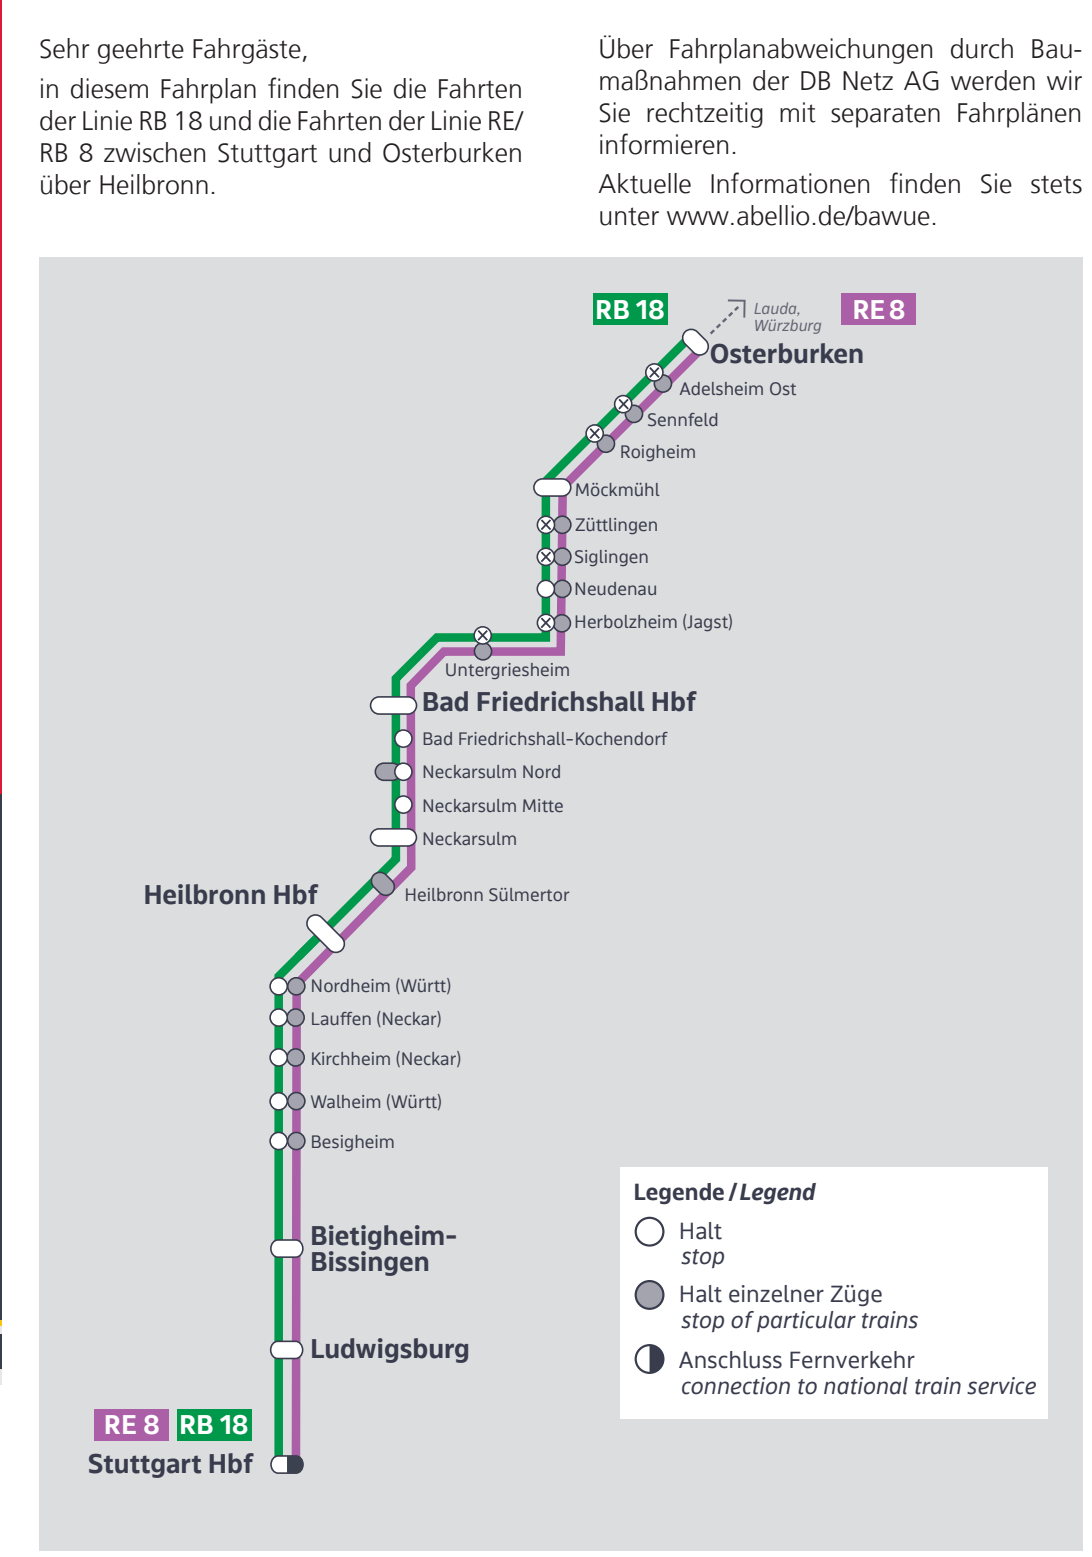 Sehr geehrte Fahrgäste,
in diesem Fahrplan finden Sie die Fahrten
der Linie RB 18 und die Fahrten der Linie RE/
RB 8 zwischen Stuttgart und Osterburken
über Heilbronn.
Über Fahrplanabweichungen durch Bau-
maßnahmen der DB Netz AG werden wir
Sie rechtzeitig mit separaten Fahrplänen
informieren.
Aktuelle Informationen finden Sie stets
unter www.abellio.de/bawue.
RB 18
Lauda,
Würzburg
RE 8
Osterburken
Adelsheim Ost
Sennfeld
Roigheim
Möckmühl
Züttlingen
Siglingen
Neudenau
Herbolzheim (Jagst)
Untergriesheim
Bad Friedrichshall Hbf
Bad Friedrichshall-Kochendorf
Neckarsulm Nord
Neckarsulm Mitte
Neckarsulm
Heilbronn Hbf
Heilbronn Sülmertor
Nordheim (Württ)
Lauffen (Neckar)
Kirchheim (Neckar)
Walheim (Württ)
Besigheim
Bietigheim-
Bissingen
Ludwigsburg
RE 8 RB 18
Stuttgart Hbf
Legende / Legend
Halt
stop
Halt einzelner Züge
stop of particular trains
Anschluss Fernverkehr
connection to national train service